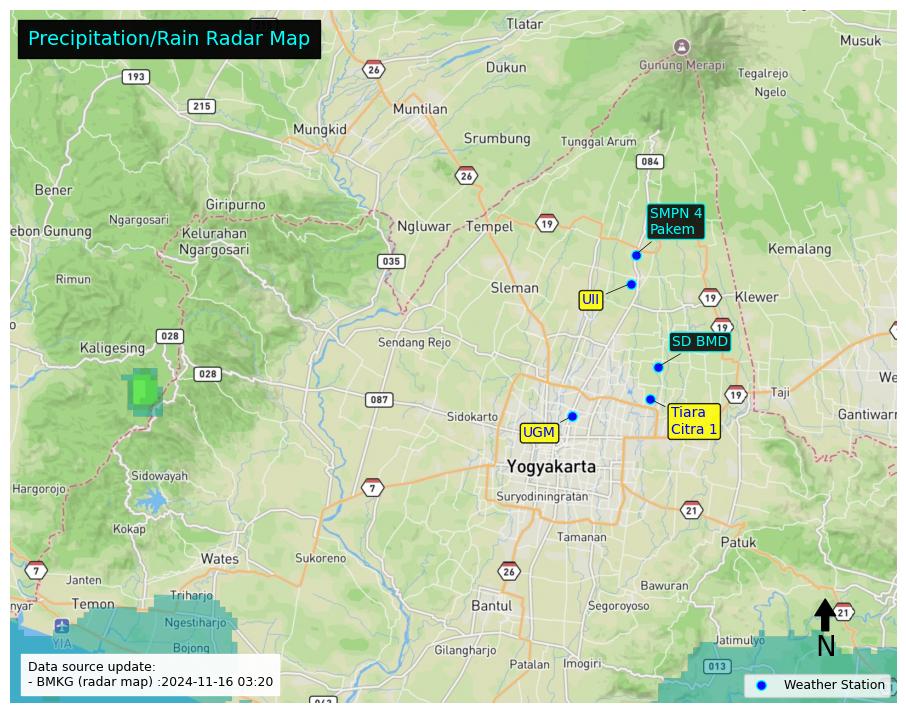 Precipitation/Rain Radar Map
Tlatar
Musuk
26
193
Dukun
Gunung Merapi
Tegalrejo
Ngelo
215
Muntilan
Mungkid
Srumbung
Tunggal Arum
084
26
Bener
Giripurno
SMPN 4
Pakem
Ngargosari
ebon Gunung
Kelurahan
Ngargosari
Ngluwar
Tempel
19
Kemalang
035
Rimun
Sleman
UII
19
Klewer
19
028
Kaligesing
Sendang Rejo
SD BMD
028
We
087
19
Taji
Sidokarto
Tiara
Citra 1
Gantiwarn
UGM
Yogyakarta
Sidowayah
Hargorojo
7
Suryodiningratan
21
Kokap
Tamanan
Patuk
Wates
Sukoreno
7
26
Janten
Bawuran
nyar
Temon
Triharjo
Bantul
Segoroyoso
21
Ngestiharjo
YIA
Bojong
Jatimulyo
N
Gilangharjo
Patalan
Imogiri
013
Data source update:
- BMKG (radar map) :2024-11-16 03:20
Weather Station